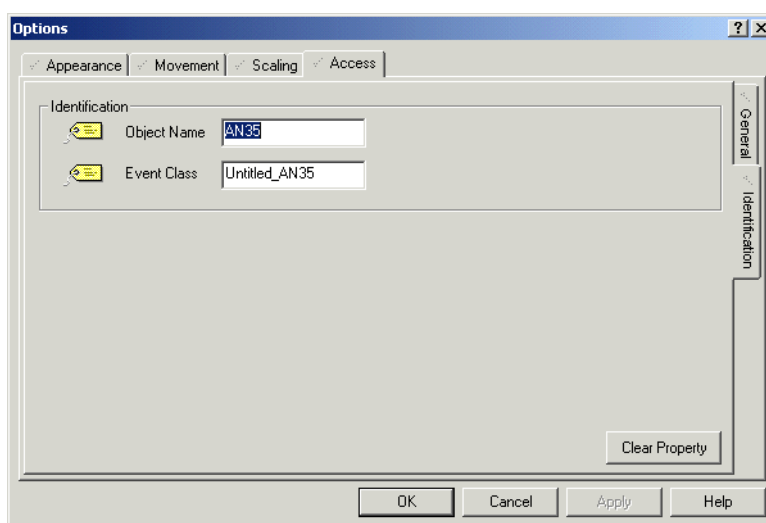 Options
Appearance Movement Scaling Access
Identification
Object Name AN35
Event Class Untitled_AN35
General
Identification
Clear Property
OK Cancel Apply Help